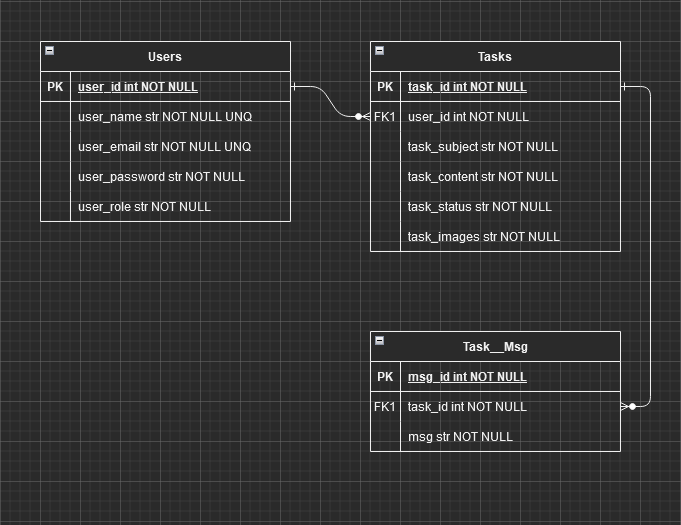 Users
PK user_id int NOT NULL
user_name str NOT NULL UNQ
user_email str NOT NULL UNQ
user_password str NOT NULL
user_role str NOT NULL
Tasks
PK task_id int NOT NULL
FK1 user_id int NOT NULL
task_subject str NOT NULL
task_content str NOT NULL
task_status str NOT NULL
task_images str NOT NULL
Task__Msg
PK msg_id int NOT NULL
FK1 task_id int NOT NULL
msg str NOT NULL